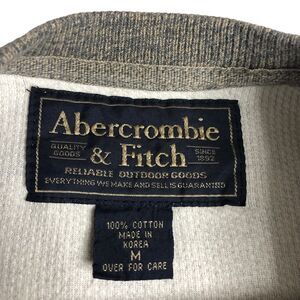 Abercrombie
QUALITY GOODS & Fitch SINCE 1892
RELIABLE OUTDOOR GOODS
EVERYTHING WE MAKE AND SELL IS GUARANTEED
100% COTTON
MADE IN
KOREA
M
OVER FOR CARE